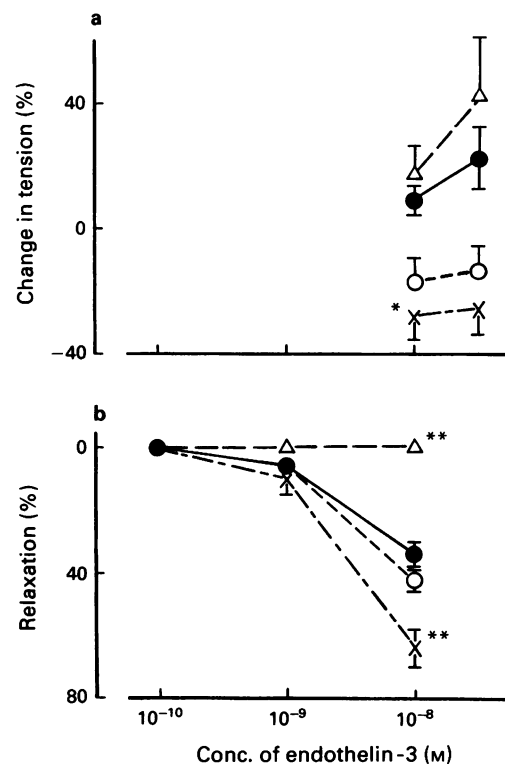 a
Change in tension (%)
40
0
−40
*
b
Relaxation (%)
0
40
80
**
**
10⁻¹⁰ 10⁻⁹ 10⁻⁸
Conc. of endothelin-3 (M)